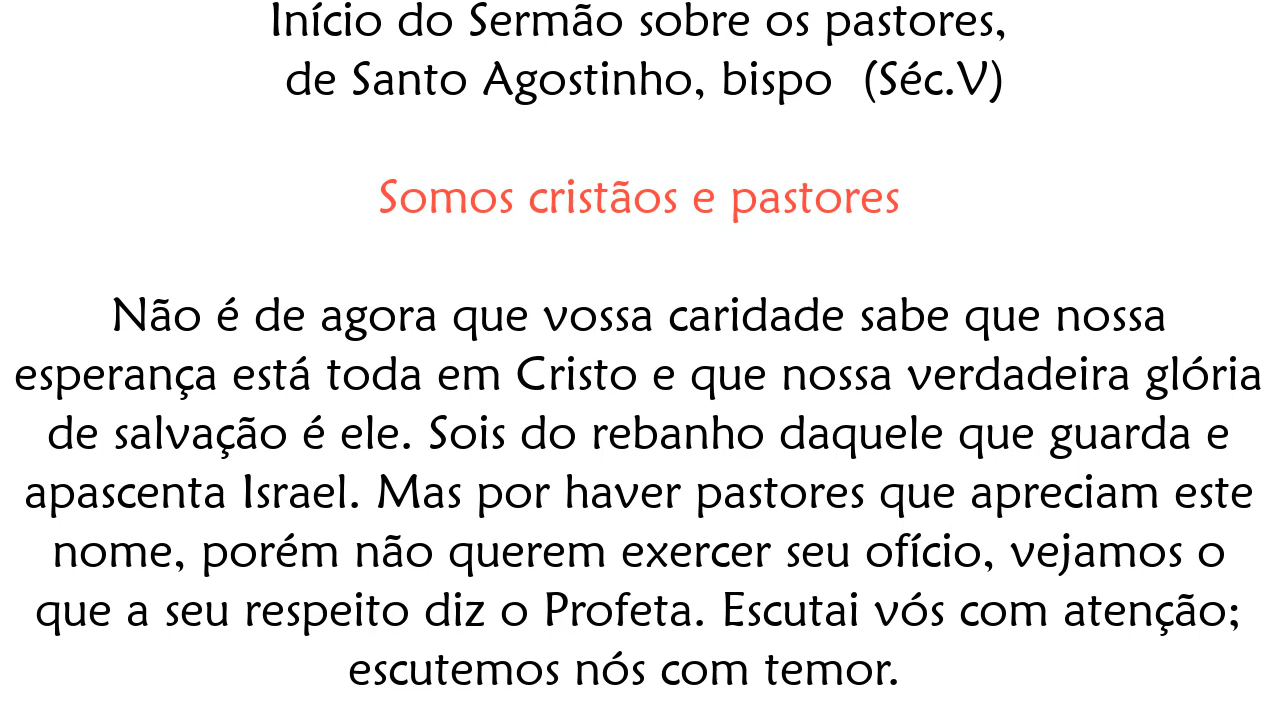 Início do Sermão sobre os pastores,
de Santo Agostinho, bispo (Séc.V)
Somos cristãos e pastores
Não é de agora que vossa caridade sabe que nossa
esperança está toda em Cristo e que nossa verdadeira glória
de salvação é ele. Sois do rebanho daquele que guarda e
apascenta Israel. Mas por haver pastores que apreciam este
nome, porém não querem exercer seu ofício, vejamos o
que a seu respeito diz o Profeta. Escutai vós com atenção;
escutemos nós com temor.